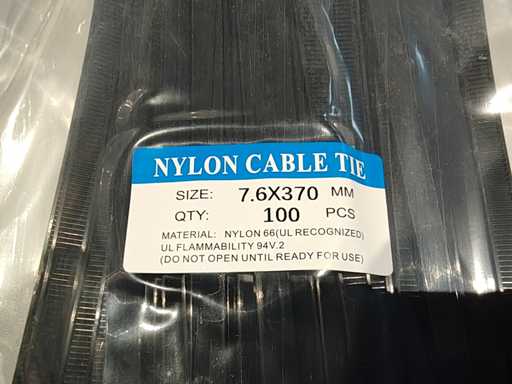 NYLON CABLE TIE
SIZE: 7.6X370 MM
QTY: 100 PCS
MATERIAL: NYLON 66(UL RECOGNIZED)
UL FLAMMABILITY 94V.2
(DO NOT OPEN UNTIL READY FOR USE)